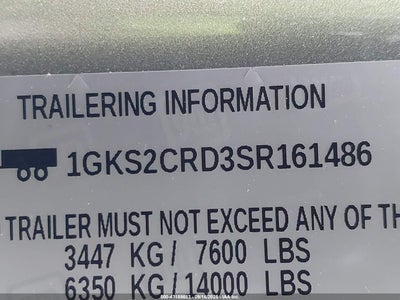 TRAILERING INFORMATION
1GKS2CRD3SR161486
TRAILER MUST NOT EXCEED ANY OF TH
3447 KG/ 7600 LBS
6350 KG/14000 LBS